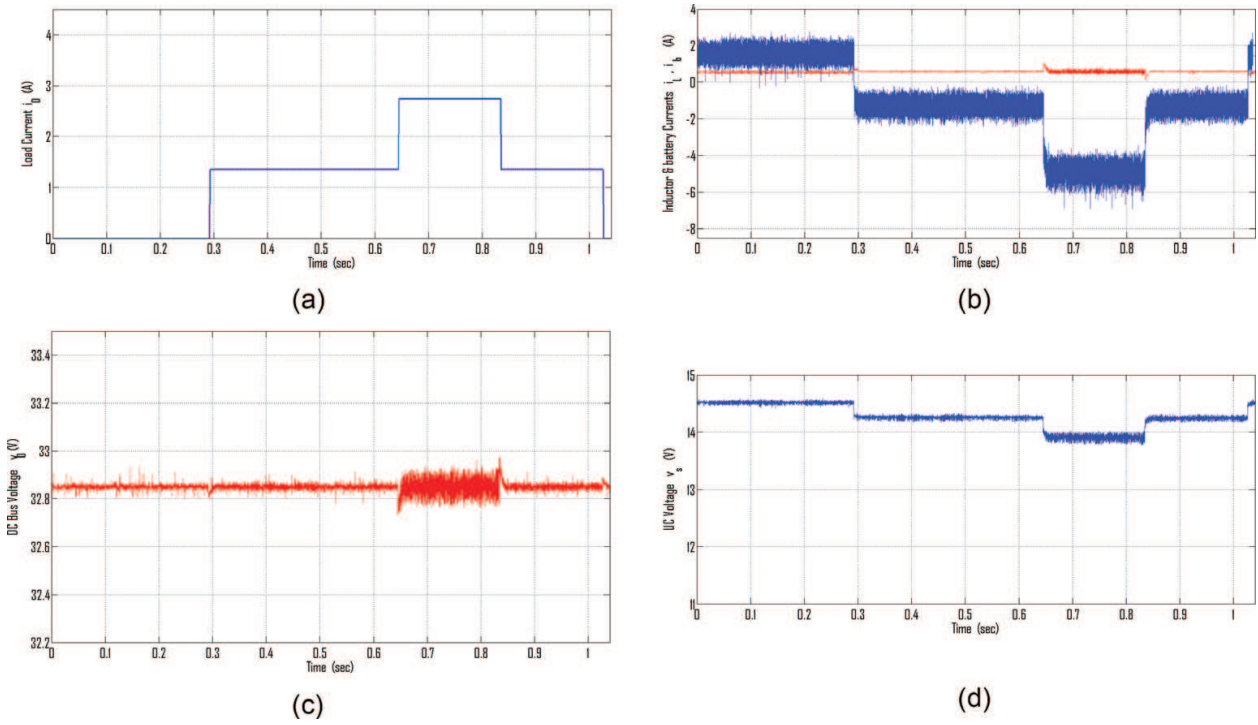 4
3
2
1
0
Load Current i_D (A)
0 0.1 0.2 0.3 0.4 0.5 0.6 0.7 0.8 0.9 1
Time (sec)
(a)
4
2
0
-2
-4
-6
-8
Inductor & battery Currents i_L , i_b (A)
0 0.1 0.2 0.3 0.4 0.5 0.6 0.7 0.8 0.9 1
Time (sec)
(b)
33.4
33.2
33
32.8
32.6
32.4
32.2
DC Bus Voltage v_D (V)
0 0.1 0.2 0.3 0.4 0.5 0.6 0.7 0.8 0.9 1
Time (sec)
(c)
15
14
13
12
11
UC Voltage v_s (V)
0 0.1 0.2 0.3 0.4 0.5 0.6 0.7 0.8 0.9 1
Time (sec)
(d)